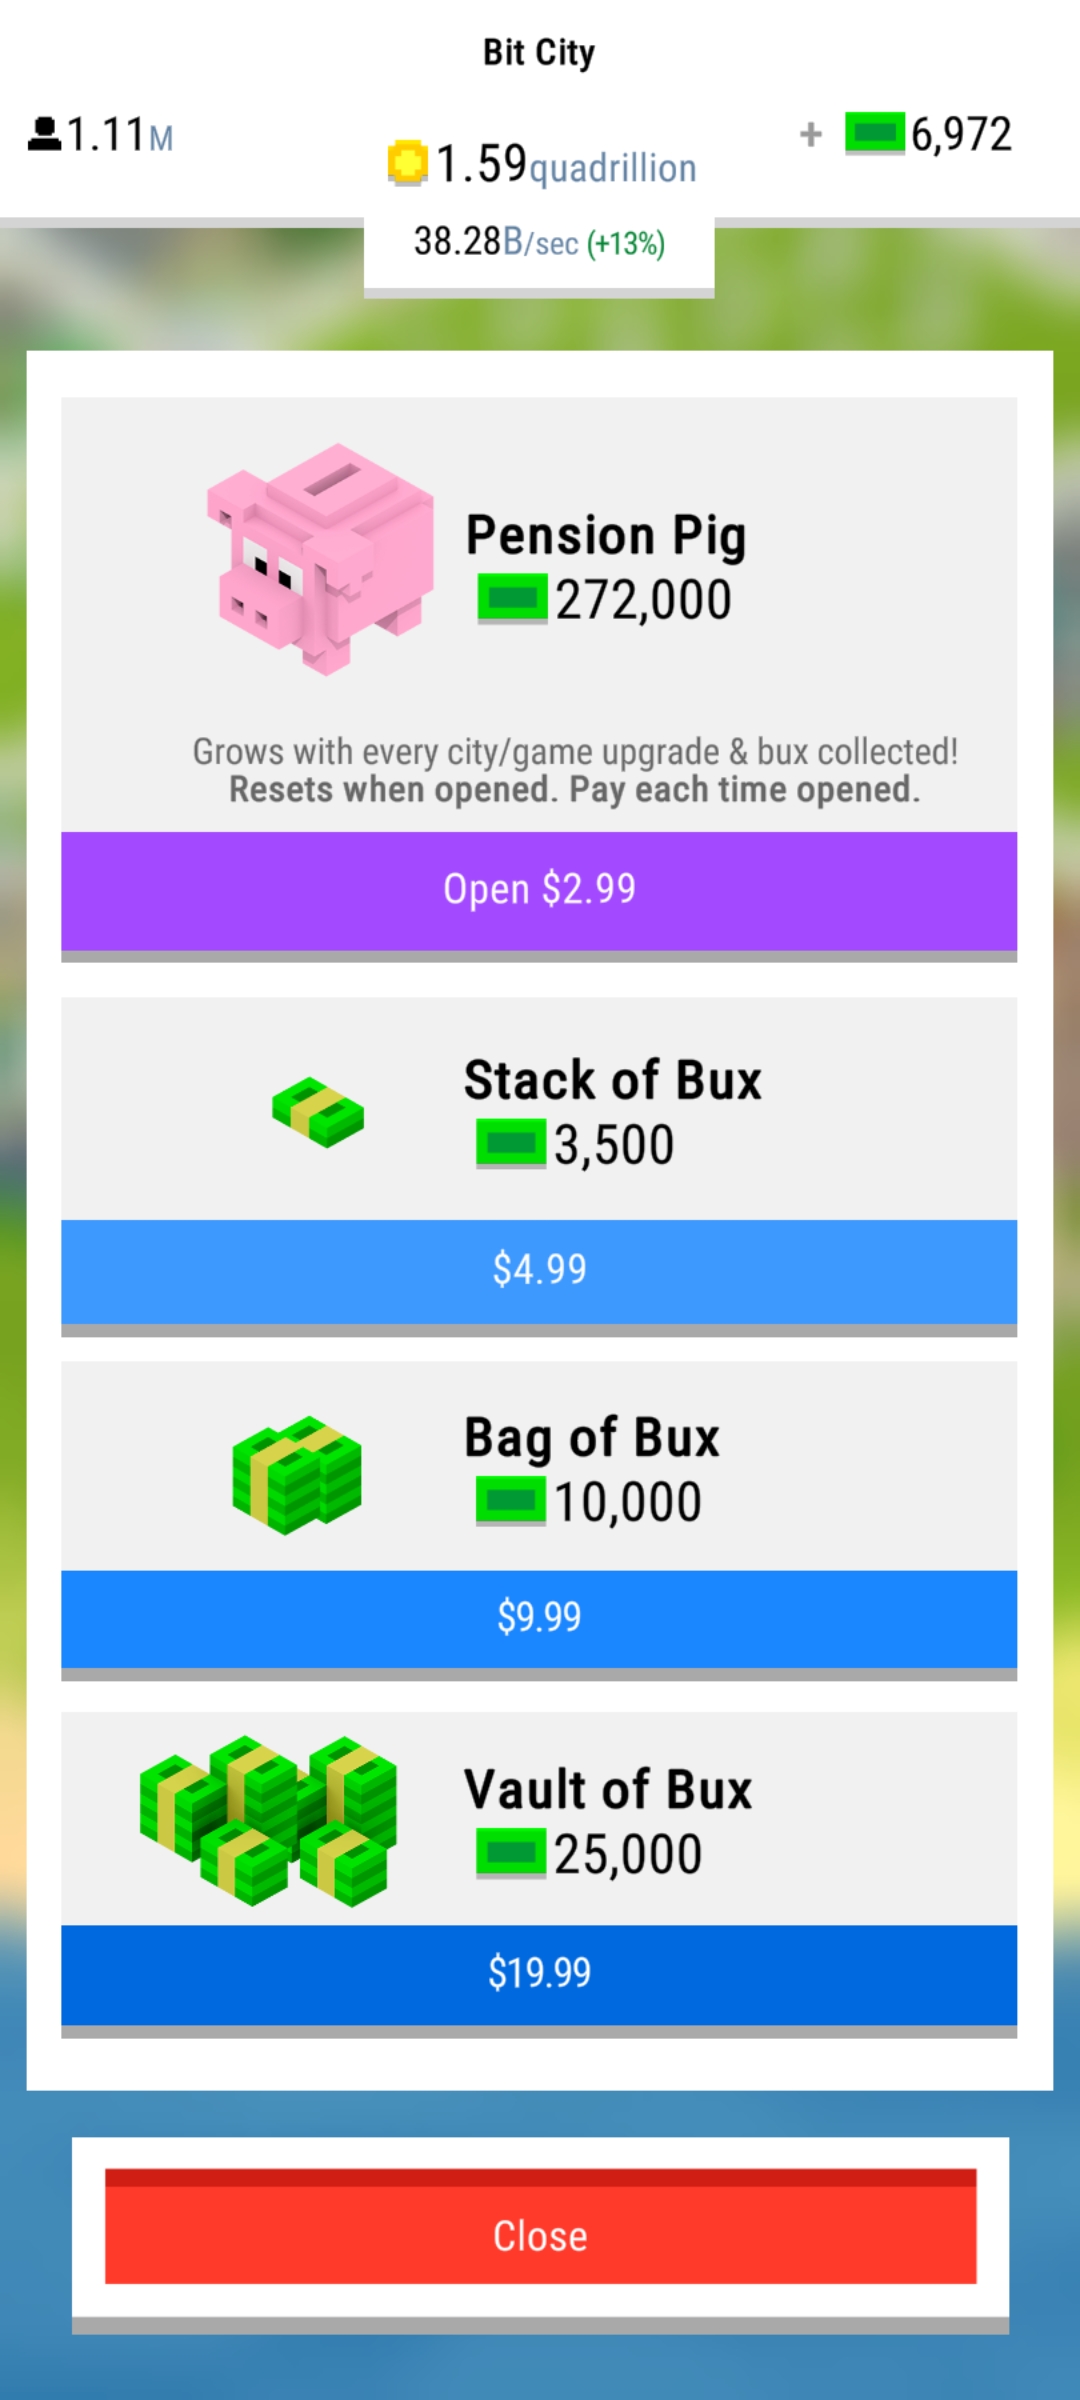 Bit City
1.11M
+ 6,972
1.59quadrillion
38.28B/sec (+13%)
Pension Pig
272,000
Grows with every city/game upgrade & bux collected!
Resets when opened. Pay each time opened.
Open $2.99
Stack of Bux
3,500
$4.99
Bag of Bux
10,000
$9.99
Vault of Bux
25,000
$19.99
Close